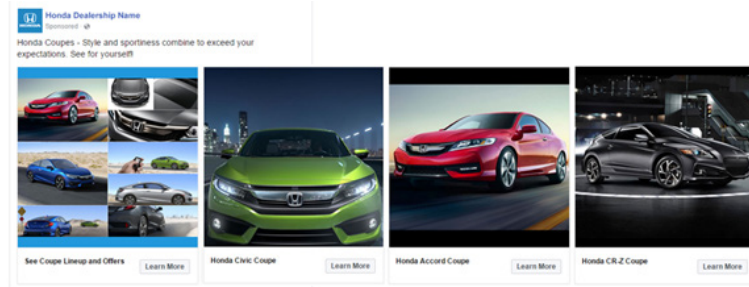 Honda Dealership Name
Sponsored ·
Honda Coupes - Style and sportiness combine to exceed your
expectations. See for yourself!
See Coupe Lineup and Offers
Learn More
Honda Civic Coupe
Learn More
Honda Accord Coupe
Learn More
Honda CR-Z Coupe
Learn More